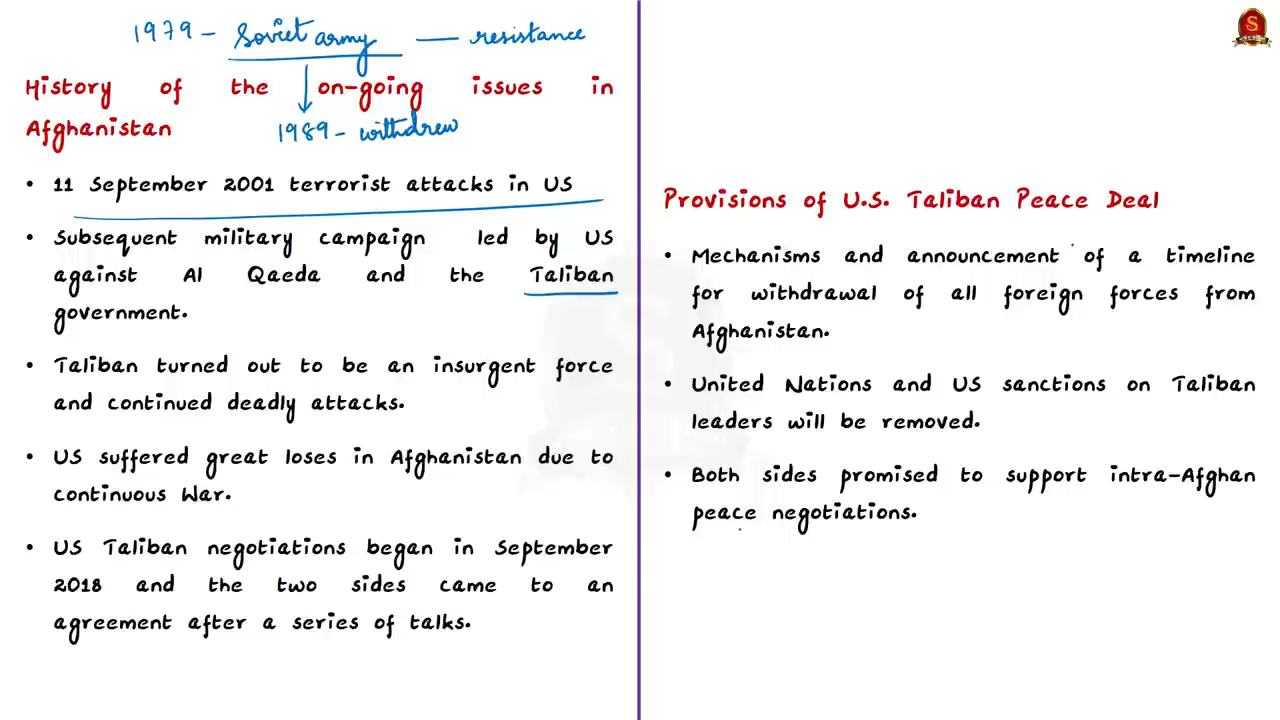 1979 - Soviet army — resistance
History of the on-going issues in
Afghanistan
1989 - withdrew
• 11 September 2001 terrorist attacks in US
• Subsequent military campaign led by US
against Al Qaeda and the Taliban
government.
• Taliban turned out to be an insurgent force
and continued deadly attacks.
• US suffered great loses in Afghanistan due to
continuous War.
• US Taliban negotiations began in September
2018 and the two sides came to an
agreement after a series of talks.
Provisions of U.S. Taliban Peace Deal
• Mechanisms and announcement of a timeline
for withdrawal of all foreign forces from
Afghanistan.
• United Nations and US sanctions on Taliban
leaders will be removed.
• Both sides promised to support intra-Afghan
peace negotiations.
S